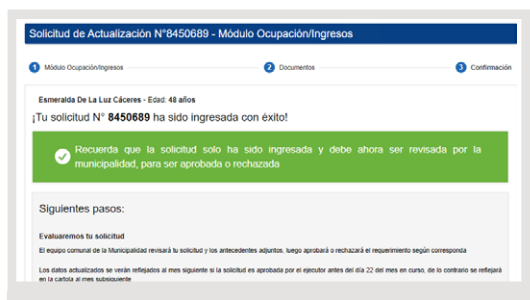 Solicitud de Actualización N°8450689 - Módulo Ocupación/Ingresos
1 Módulo Ocupación/Ingresos 2 Documentos 3 Confirmación
Esmeralda De La Luz Cáceres - Edad: 48 años
¡Tu solicitud N° 8450689 ha sido ingresada con éxito!
Recuerda que la solicitud solo ha sido ingresada y debe ahora ser revisada por la
municipalidad, para ser aprobada o rechazada
Siguientes pasos:
Evaluaremos tu solicitud
El equipo comunal de la Municipalidad revisará tu solicitud y los antecedentes adjuntos, luego aprobará o rechazará el requerimiento según corresponda
Los datos actualizados se verán reflejados al mes siguiente si la solicitud es aprobada por el ejecutor antes del día 22 del mes en curso, de lo contrario se reflejará
en la cartola al mes subsiguiente